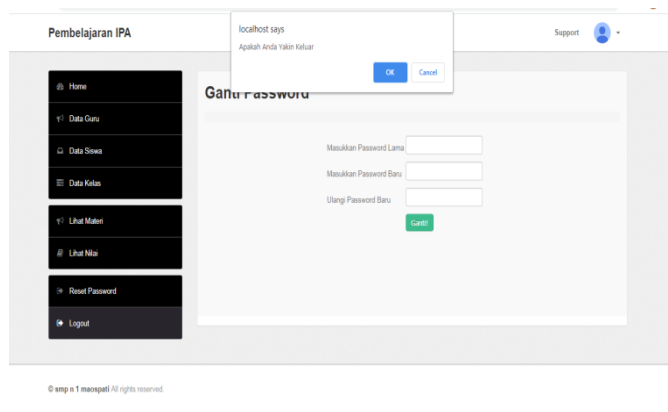 Pembelajaran IPA
Support
localhost says
Apakah Anda Yakin Keluar
OK
Cancel
Home
Data Guru
Data Siswa
Data Kelas
Lihat Materi
Lihat Nilai
Reset Password
Logout
Ganti Password
Masukkan Password Lama
Masukkan Password Baru
Ulangi Password Baru
Ganti!
© smp n 1 maospati All rights reserved.